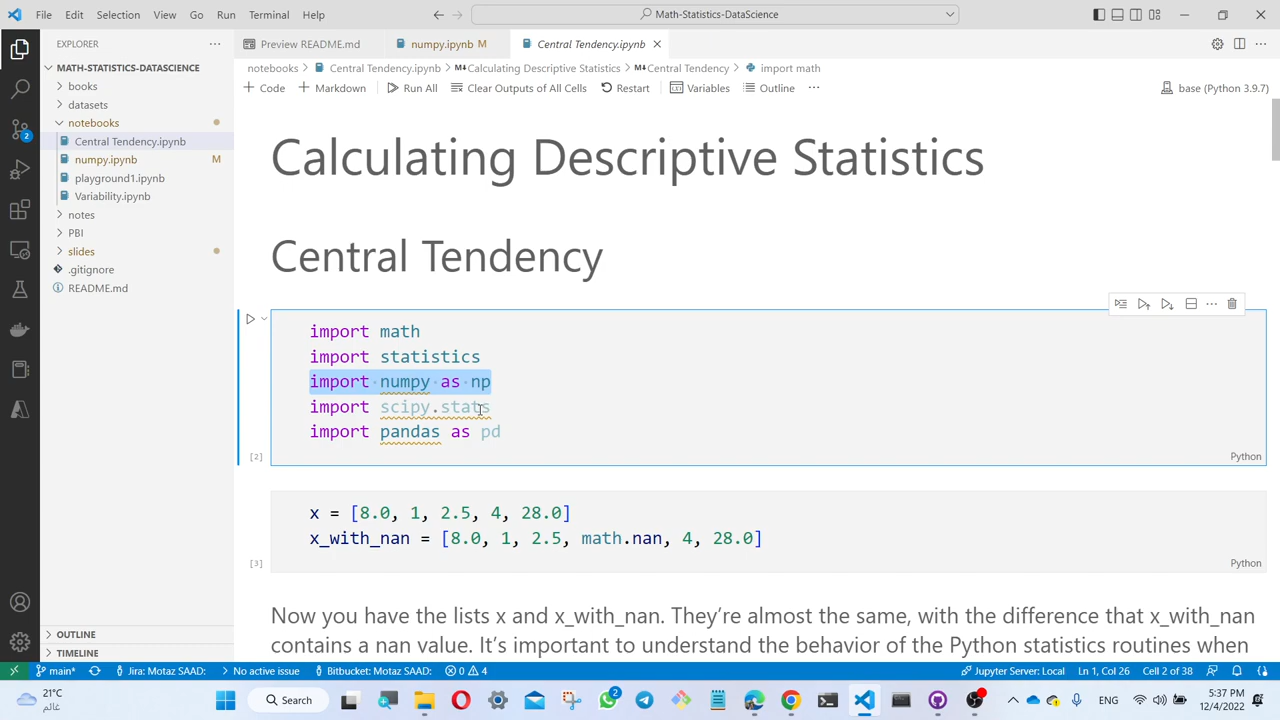 File Edit Selection View Go Run Terminal Help
Math-Statistics-DataScience
EXPLORER
Preview README.md
numpy.ipynb M
Central Tendency.ipynb
MATH-STATISTICS-DATASCIENCE
books
datasets
notebooks
Central Tendency.ipynb
numpy.ipynb M
playground1.ipynb
Variability.ipynb
notes
PBI
slides
.gitignore
README.md
OUTLINE
TIMELINE
notebooks > Central Tendency.ipynb > M↓Calculating Descriptive Statistics > M↓Central Tendency > import math
+ Code + Markdown Run All Clear Outputs of All Cells Restart Variables Outline ... base (Python 3.9.7)
Calculating Descriptive Statistics
Central Tendency
import math
import statistics
import numpy as np
import scipy.stats
import pandas as pd
[2] Python
x = [8.0, 1, 2.5, 4, 28.0]
x_with_nan = [8.0, 1, 2.5, math.nan, 4, 28.0]
[3] Python
Now you have the lists x and x_with_nan. They're almost the same, with the difference that x_with_nan
contains a nan value. It's important to understand the behavior of the Python statistics routines when
2
main* Jira: Motaz SAAD: No active issue Bitbucket: Motaz SAAD: 0 4 Jupyter Server: Local Ln 1, Col 26 Cell 2 of 38
21°C
غائم
Search
2
ENG
5:37 PM
12/4/2022